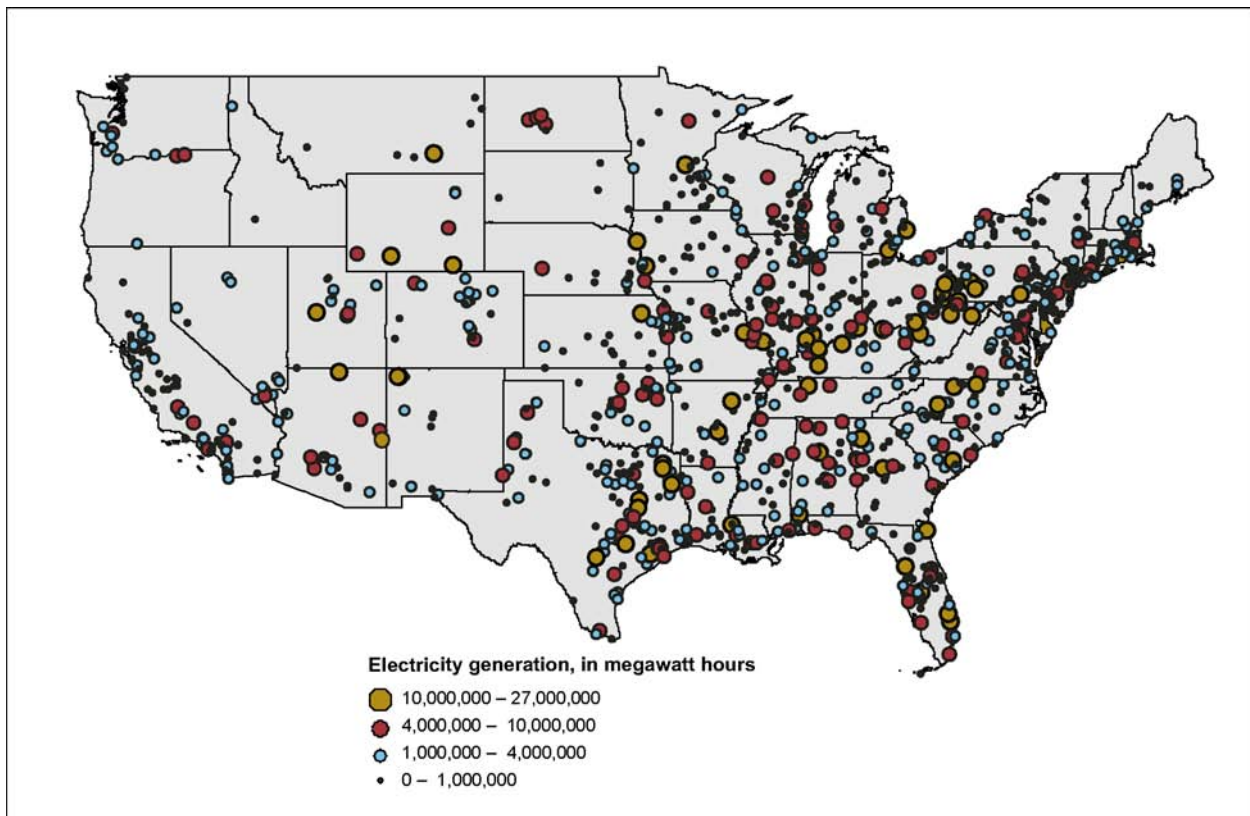 Electricity generation, in megawatt hours
10,000,000 – 27,000,000
4,000,000 – 10,000,000
1,000,000 – 4,000,000
0 – 1,000,000